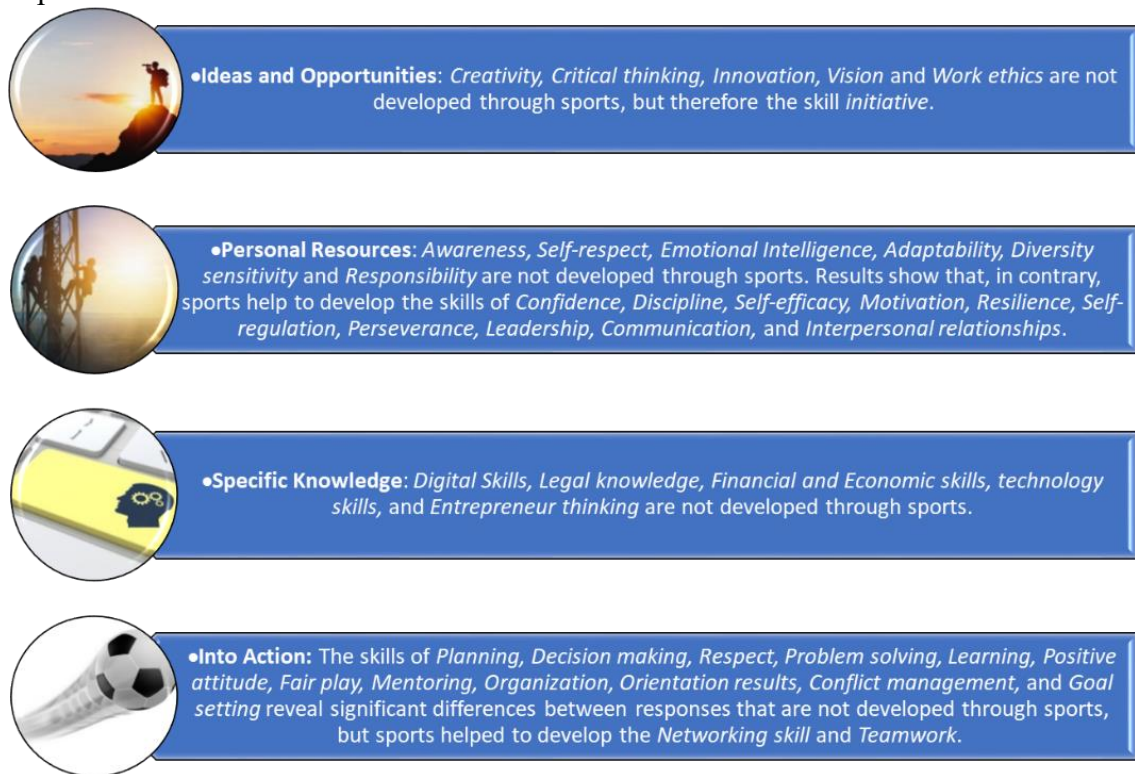 •Ideas and Opportunities: Creativity, Critical thinking, Innovation, Vision and Work ethics are not
developed through sports, but therefore the skill initiative.
•Personal Resources: Awareness, Self-respect, Emotional Intelligence, Adaptability, Diversity
sensitivity and Responsibility are not developed through sports. Results show that, in contrary,
sports help to develop the skills of Confidence, Discipline, Self-efficacy, Motivation, Resilience, Self-
regulation, Perseverance, Leadership, Communication, and Interpersonal relationships.
•Specific Knowledge: Digital Skills, Legal knowledge, Financial and Economic skills, technology
skills, and Entrepreneur thinking are not developed through sports.
•Into Action: The skills of Planning, Decision making, Respect, Problem solving, Learning, Positive
attitude, Fair play, Mentoring, Organization, Orientation results, Conflict management, and Goal
setting reveal significant differences between responses that are not developed through sports,
but sports helped to develop the Networking skill and Teamwork.